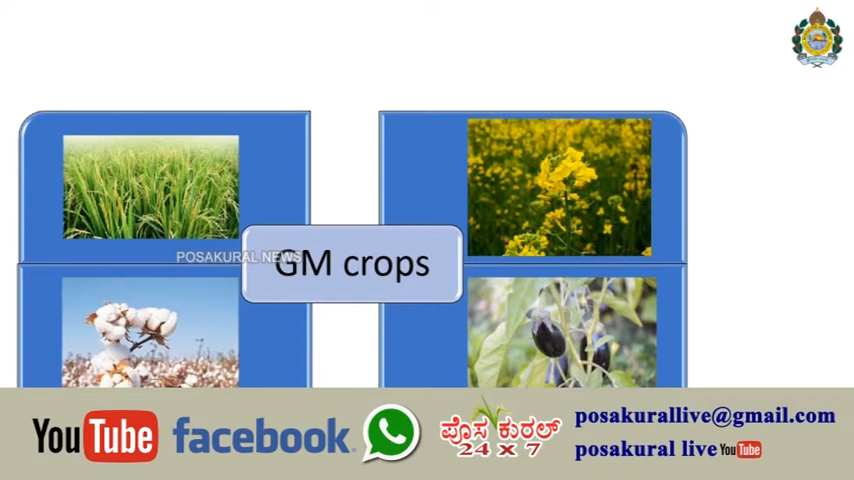 POSAKURAL NEWS
GM crops
YouTube facebook
ಪೊಸ ಕುರಲ್
24 x 7
posakurallive@gmail.com
posakural live YouTube